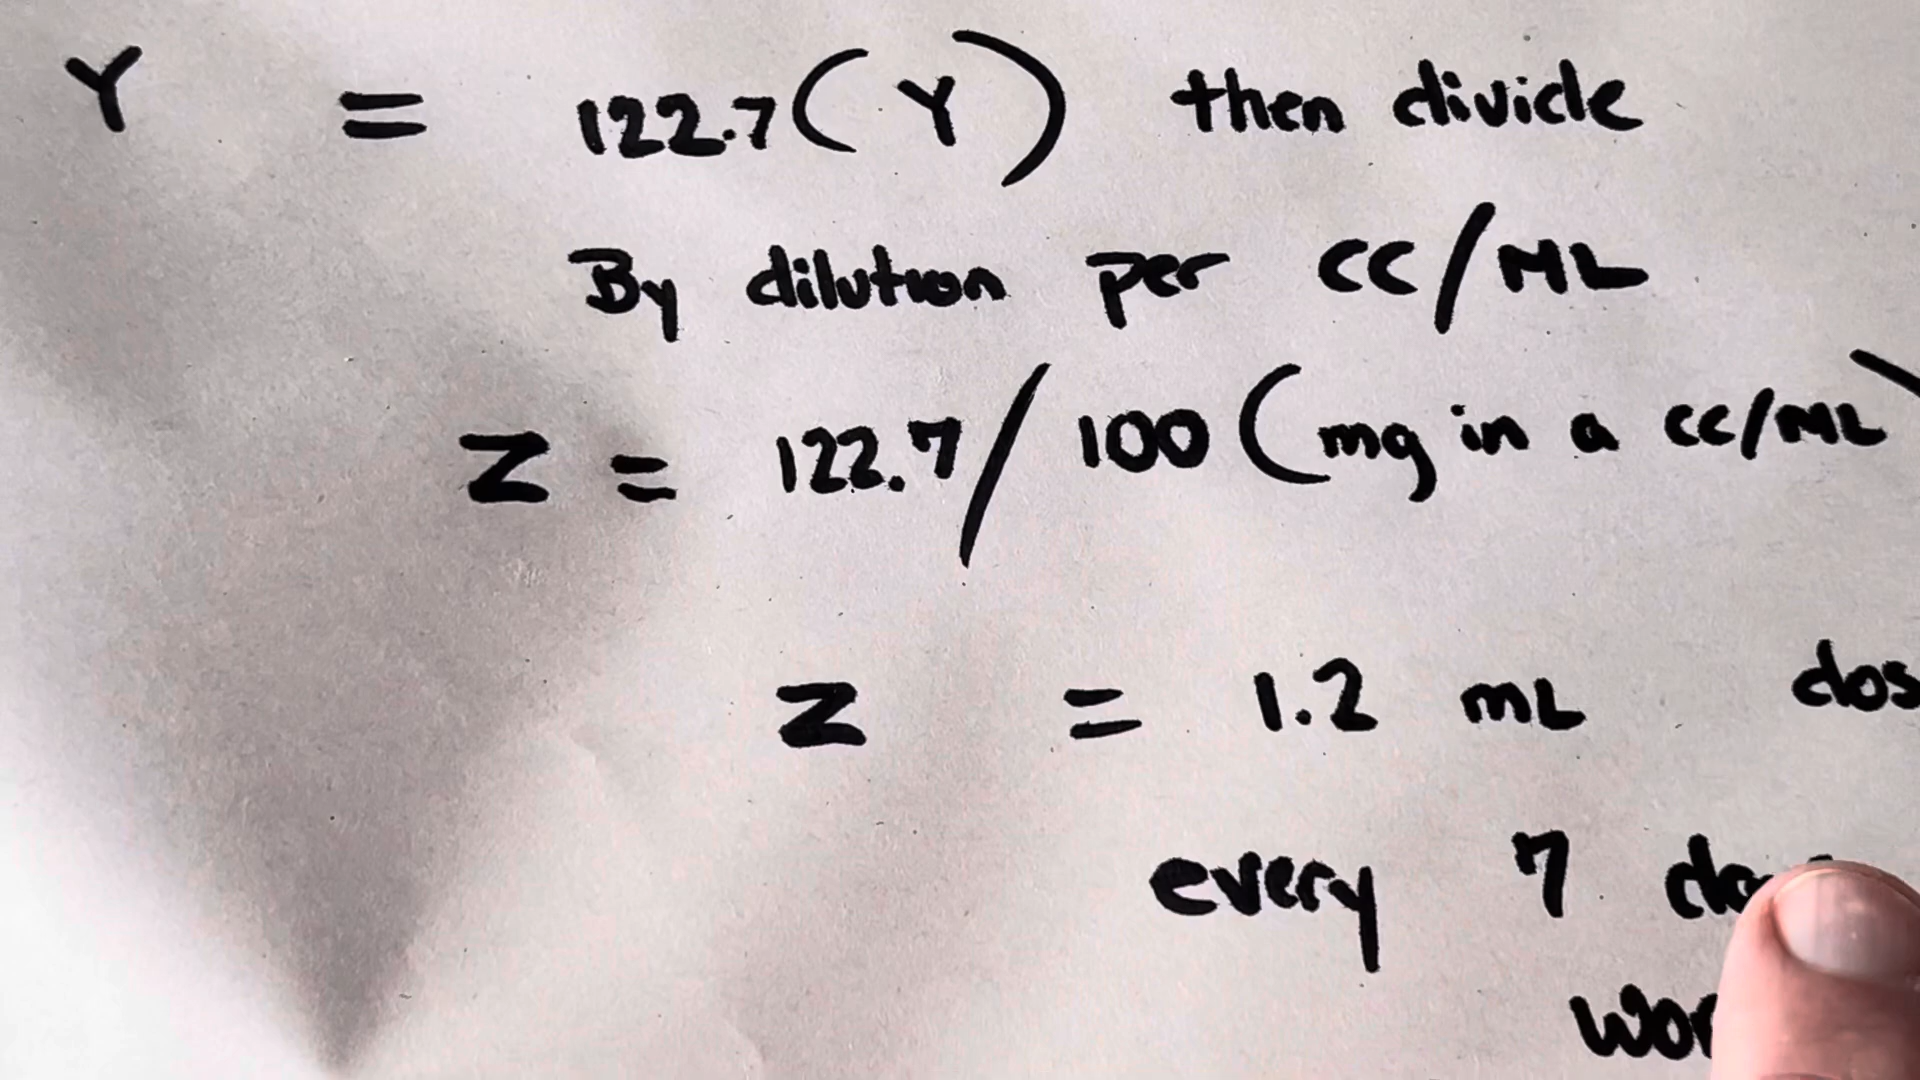 Y = 122.7 ( Y ) then divide
By dilution per cc/ML
Z = 122.7 / 100 ( mg in a cc/ML )
Z = 1.2 mL
every 7